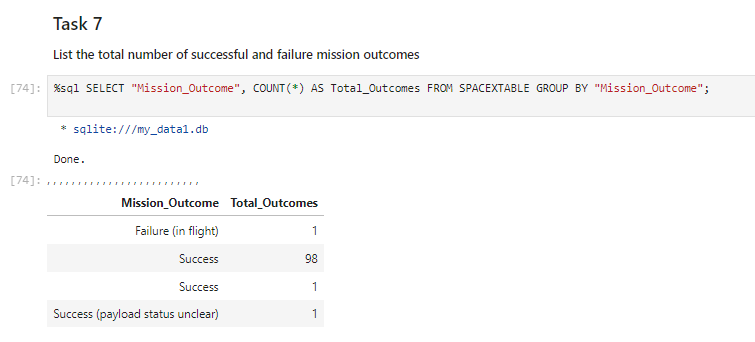 Task 7
List the total number of successful and failure mission outcomes
[74]: %sql SELECT "Mission_Outcome", COUNT(*) AS Total_Outcomes FROM SPACEXTABLE GROUP BY "Mission_Outcome";
* sqlite:///my_data1.db
Done.
[74]: ,,,,,,,,,,,,,,,,,,,,,,,,,
Mission_Outcome Total_Outcomes
Failure (in flight) 1
Success 98
Success 1
Success (payload status unclear) 1